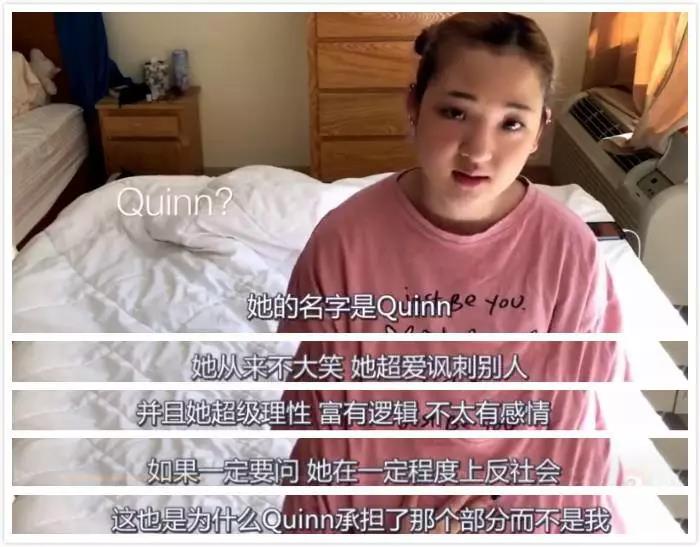 Quinn?
just Be you.
她的名字是Quinn
她从来不大笑 她超爱讽刺别人
并且她超级理性 富有逻辑 不太有感情
如果一定要问 她在一定程度上反社会
这也是为什么Quinn承担了那个部分而不是我